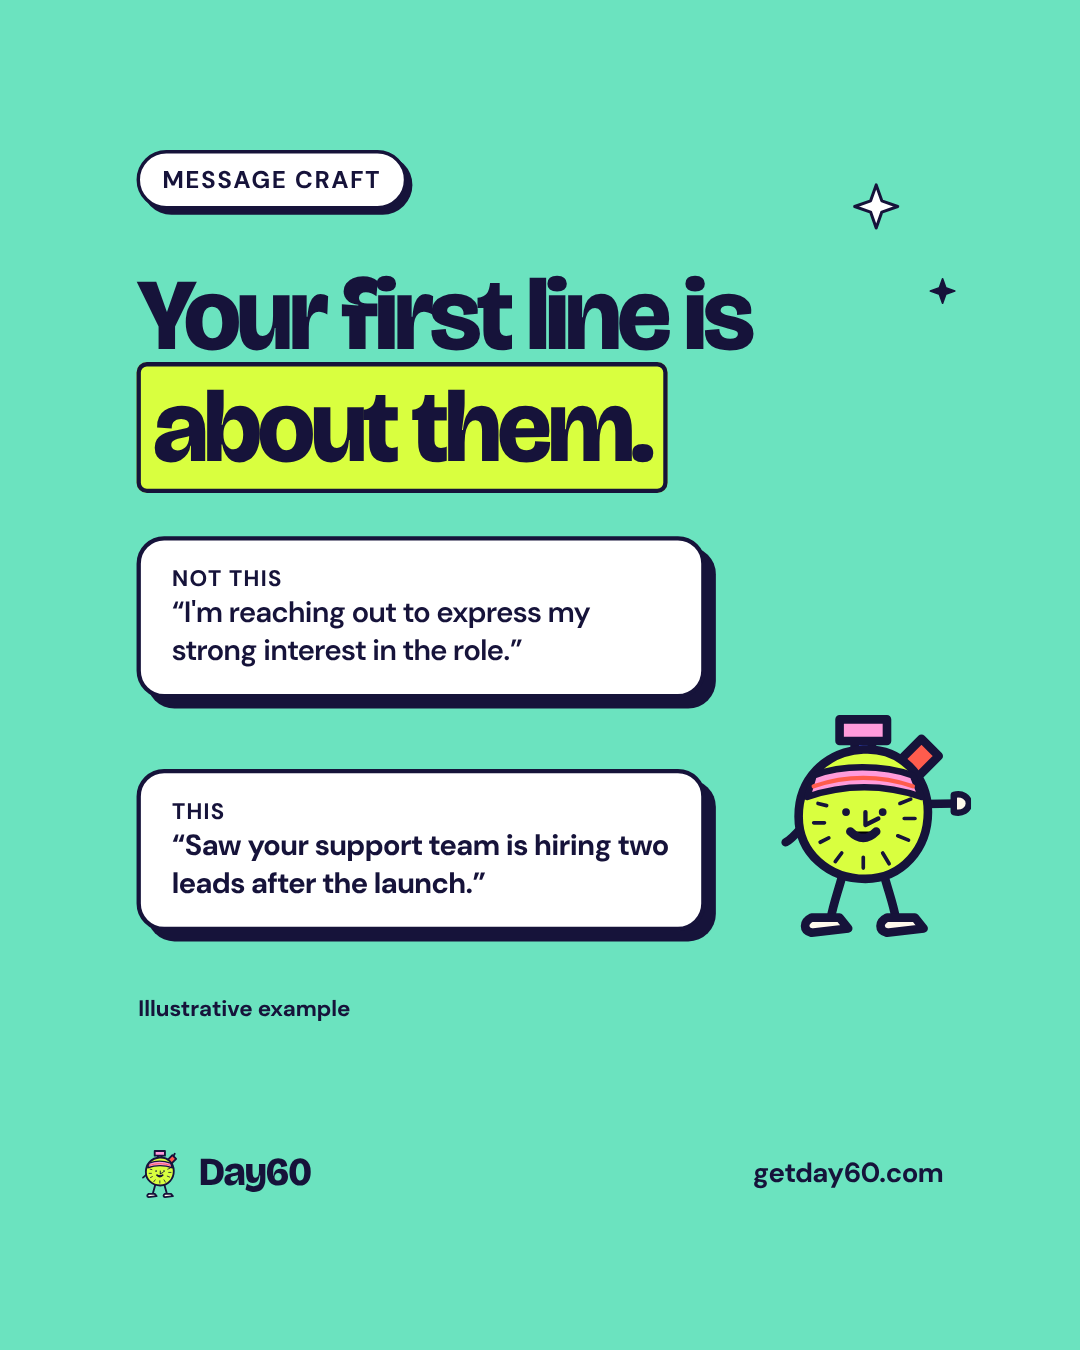 MESSAGE CRAFT
Your first line is
about them.
NOT THIS
“I'm reaching out to express my
strong interest in the role.”
THIS
“Saw your support team is hiring two
leads after the launch.”
Illustrative example
Day60
getday60.com